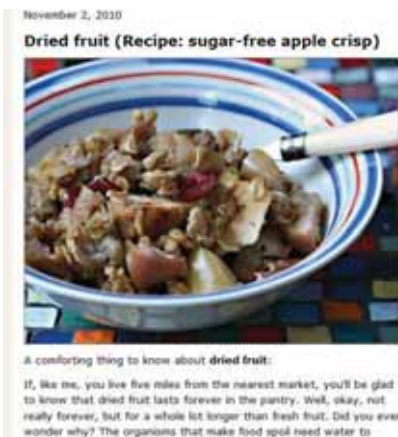 November 2, 2010
Dried fruit (Recipe: sugar-free apple crisp)
A comforting thing to know about dried fruit:
If, like me, you live five miles from the nearest market, you'll be glad
to know that dried fruit lasts forever in the pantry. Well, okay, not
really forever, but for a whole lot longer than fresh fruit. Did you ever
wonder why? The organisms that make food spoil need water to